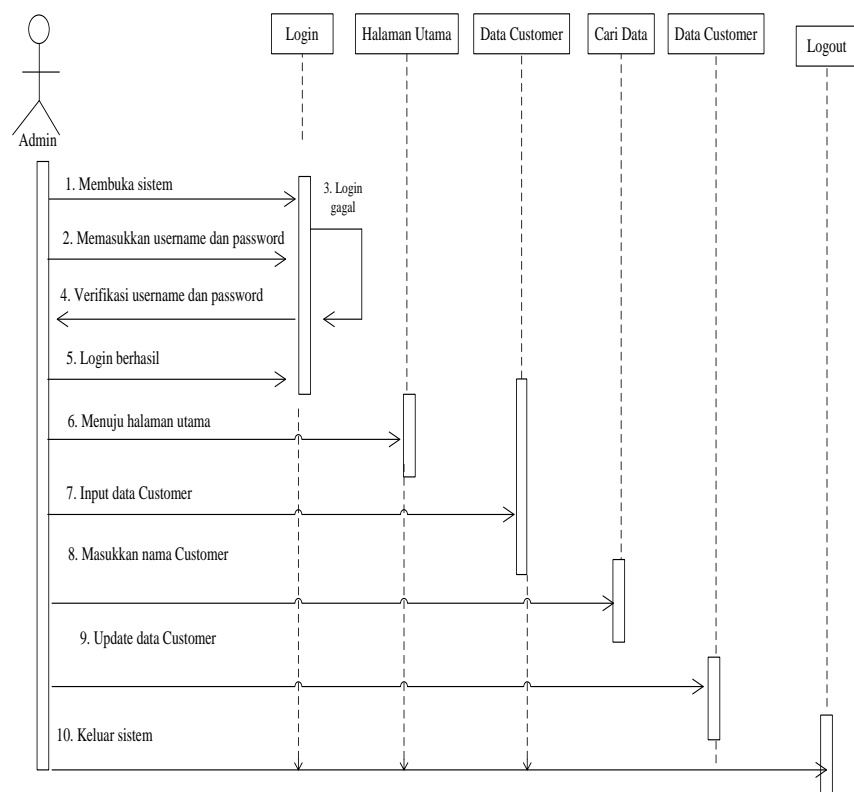 Login
Halaman Utama
Data Customer
Cari Data
Data Customer
Logout
Admin
1. Membuka sistem
3. Login
gagal
2. Memasukkan username dan password
4. Verifikasi username dan password
5. Login berhasil
6. Menuju halaman utama
7. Input data Customer
8. Masukkan nama Customer
9. Update data Customer
10. Keluar sistem